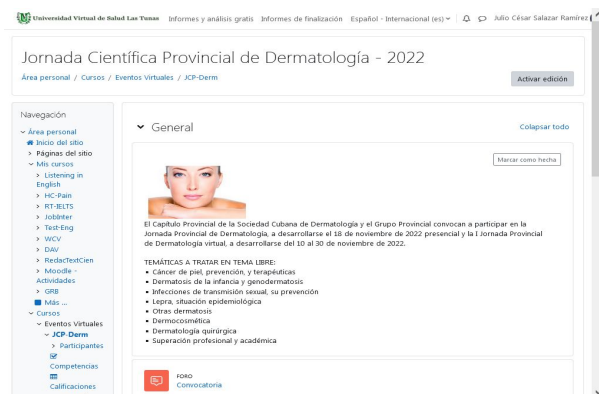 Universidad Virtual de Salud Las Tunas Informes y análisis gratis Informes de finalización Español - Internacional (es) Julio César Salazar Ramírez
Jornada Científica Provincial de Dermatología - 2022
Área personal / Cursos / Eventos Virtuales / JCP-Derm
Activar edición
Navegación
Área personal
Inicio del sitio
Páginas del sitio
Mis cursos
Listening in
English
HC-Pain
RT-IELTS
JobInter
Test-Eng
WCV
DAV
RedacTextCien
Moodle -
Actividades
GRB
Más ...
Cursos
Eventos Virtuales
JCP-Derm
Participantes
Competencias
Calificaciones
General
Colapsar todo
Marcar como hecha
El Capítulo Provincial de la Sociedad Cubana de Dermatología y el Grupo Provincial convocan a participar en la
Jornada Provincial de Dermatología, a desarrollarse el 18 de noviembre de 2022 presencial y la I Jornada Provincial
de Dermatología virtual, a desarrollarse del 10 al 30 de noviembre de 2022.
TEMÁTICAS A TRATAR EN TEMA LIBRE:
• Cáncer de piel, prevención, y terapéuticas
• Dermatosis de la infancia y genodermatosis
• Infecciones de transmisión sexual, su prevención
• Lepra, situación epidemiológica
• Otras dermatosis
• Dermocosmética
• Dermatología quirúrgica
• Superación profesional y académica
FORO
Convocatoria